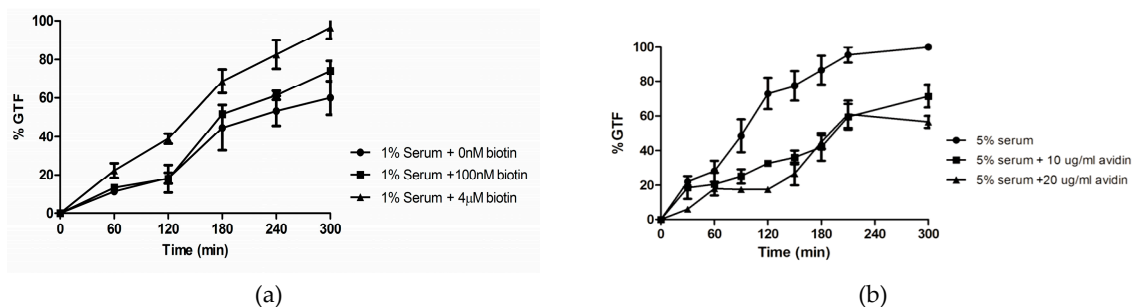 100
80
60
40
20
0
% GTF
0 60 120 180 240 300
Time (min)
1% Serum + 0nM biotin
1% Serum +100nM biotin
1% Serum + 4µM biotin
(a)
100
80
60
40
20
0
%GTF
0 60 120 180 240 300
Time (min)
5% serum
5% serum + 10 ug/ml avidin
5% serum +20 ug/ml avidin
(b)